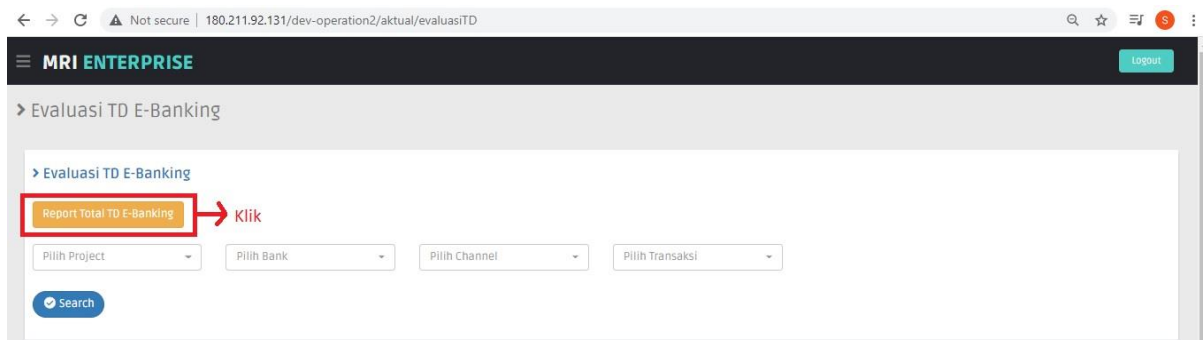 Not secure | 180.211.92.131/dev-operation2/aktual/evaluasiTD
S
MRI ENTERPRISE
Logout
Evaluasi TD E-Banking
Evaluasi TD E-Banking
Report Total TD E-Banking
Klik
Pilih Project
Pilih Bank
Pilih Channel
Pilih Transaksi
Search